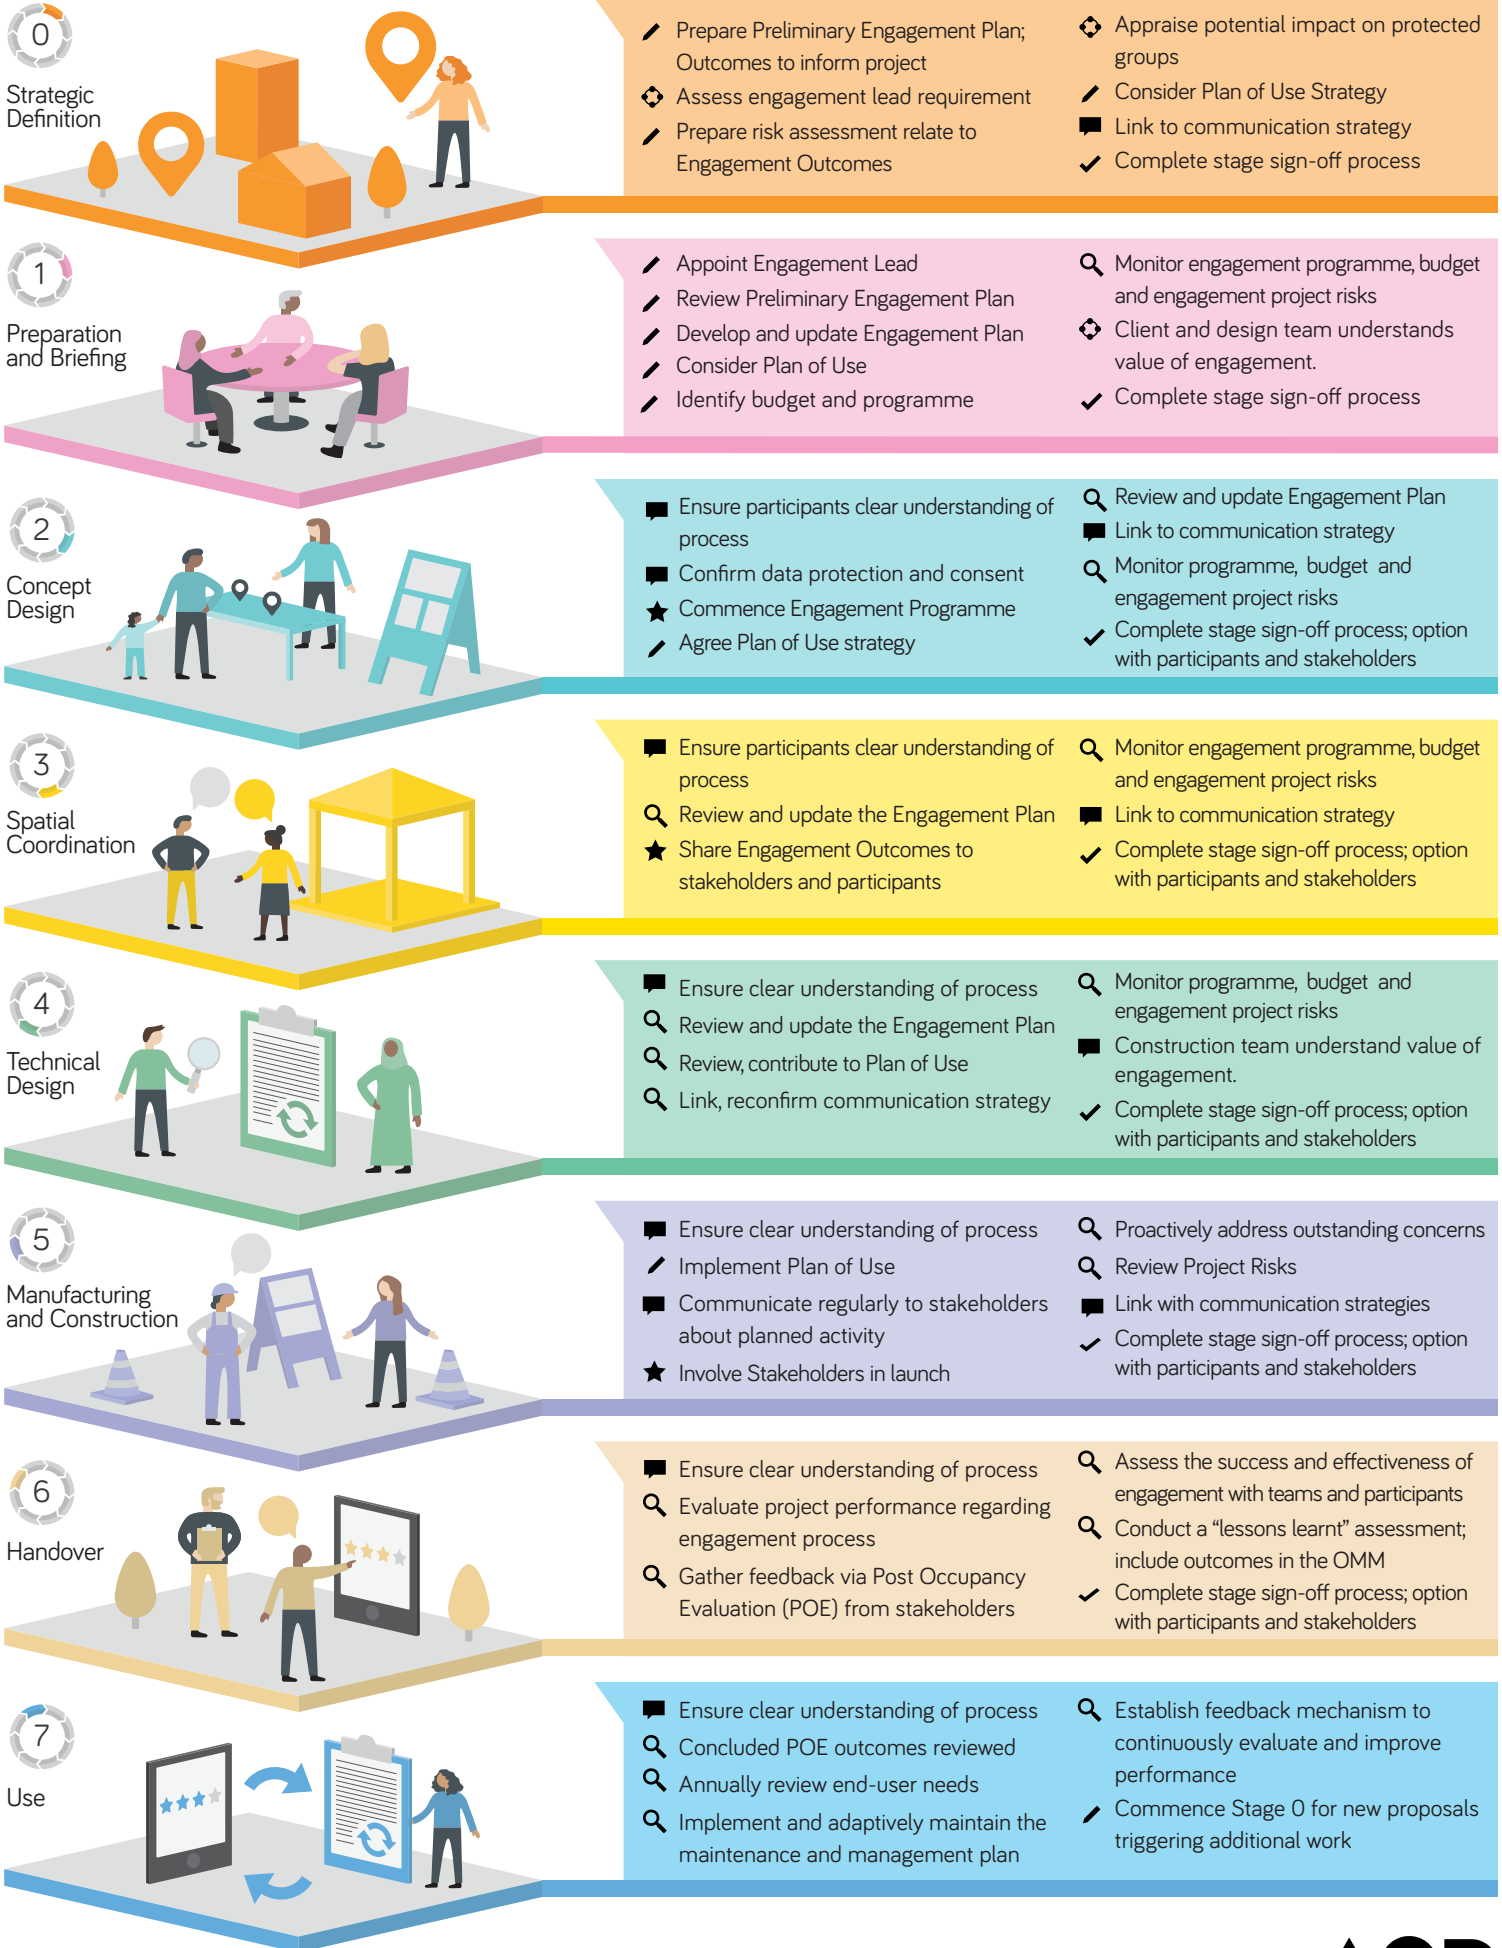 0
Strategic
Definition
Prepare Preliminary Engagement Plan;
Outcomes to inform project
Assess engagement lead requirement
Prepare risk assessment relate to
Engagement Outcomes
Appraise potential impact on protected
groups
Consider Plan of Use Strategy
Link to communication strategy
Complete stage sign-off process
1
Preparation
and Briefing
Appoint Engagement Lead
Review Preliminary Engagement Plan
Develop and update Engagement Plan
Consider Plan of Use
Identify budget and programme
Monitor engagement programme, budget
and engagement project risks
Client and design team understands
value of engagement.
Complete stage sign-off process
2
Concept
Design
Ensure participants clear understanding of
process
Confirm data protection and consent
Commence Engagement Programme
Agree Plan of Use strategy
Review and update Engagement Plan
Link to communication strategy
Monitor programme, budget and
engagement project risks
Complete stage sign-off process; option
with participants and stakeholders
3
Spatial
Coordination
Ensure participants clear understanding of
process
Review and update the Engagement Plan
Share Engagement Outcomes to
stakeholders and participants
Monitor engagement programme, budget
and engagement project risks
Link to communication strategy
Complete stage sign-off process; option
with participants and stakeholders
4
Technical
Design
Ensure clear understanding of process
Review and update the Engagement Plan
Review, contribute to Plan of Use
Link, reconfirm communication strategy
Monitor programme, budget and
engagement project risks
Construction team understand value of
engagement.
Complete stage sign-off process; option
with participants and stakeholders
5
Manufacturing
and Construction
Ensure clear understanding of process
Implement Plan of Use
Communicate regularly to stakeholders
about planned activity
Involve Stakeholders in launch
Proactively address outstanding concerns
Review Project Risks
Link with communication strategies
Complete stage sign-off process; option
with participants and stakeholders
6
Handover
Ensure clear understanding of process
Evaluate project performance regarding
engagement process
Gather feedback via Post Occupancy
Evaluation (POE) from stakeholders
Assess the success and effectiveness of
engagement with teams and participants
Conduct a “lessons learnt” assessment;
include outcomes in the OMM
Complete stage sign-off process; option
with participants and stakeholders
7
Use
Ensure clear understanding of process
Concluded POE outcomes reviewed
Annually review end-user needs
Implement and adaptively maintain the
maintenance and management plan
Establish feedback mechanism to
continuously evaluate and improve
performance
Commence Stage 0 for new proposals
triggering additional work